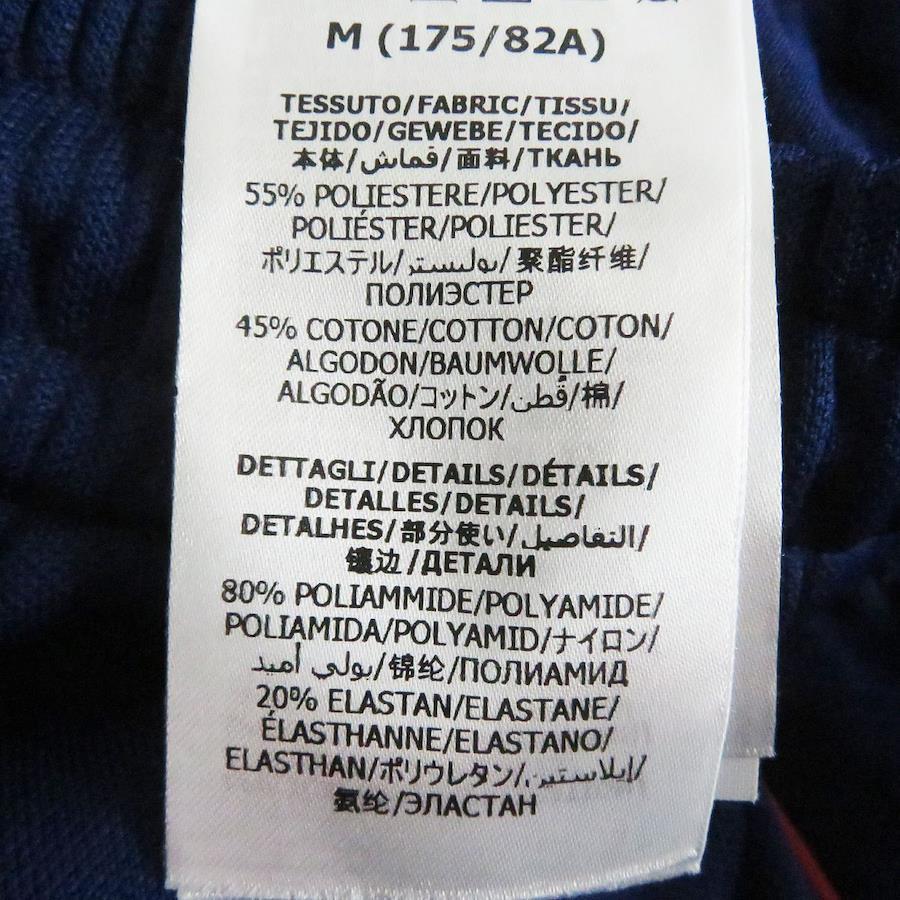 M (175/82A)
TESSUTO/FABRIC/TISSU/
TEJIDO/GEWEBE/TECIDO/
本体/قماش/面料/ТКАНЬ
55% POLIESTERE/POLYESTER/
POLIÉSTER/POLIESTER/
ポリエステル/بوليستر/聚酯纤维/
ПОЛИЭСТЕР
45% COTONE/COTTON/COTON/
ALGODON/BAUMWOLLE/
ALGODÃO/コットン/قُطن/棉/
ХЛОПОК
DETTAGLI/DETAILS/DÉTAILS/
DETALLES/DETAILS/
DETALHES/部分使い/التفاصيل/
镶边/ДЕТАЛИ
80% POLIAMMIDE/POLYAMIDE/
POLIAMIDA/POLYAMID/ナイロン/
بولي أميد/锦纶/ПОЛИАМИД
20% ELASTAN/ELASTANE/
ÉLASTHANNE/ELASTANO/
ELASTHAN/ポリウレタン/إيلاستين/
氨纶/ЭЛАСТАН